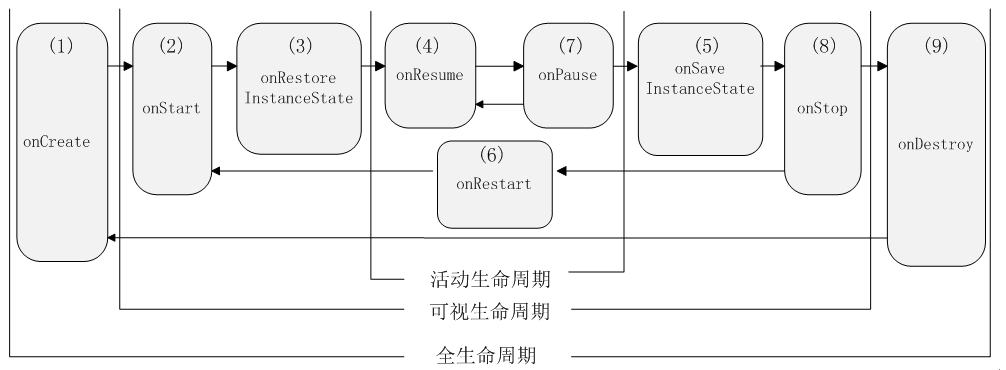 (1)
onCreate
(2)
onStart
(3)
onRestore
InstanceState
(4)
onResume
(7)
onPause
(5)
onSave
InstanceState
(8)
onStop
(9)
onDestroy
(6)
onRestart
活动生命周期
可视生命周期
全生命周期